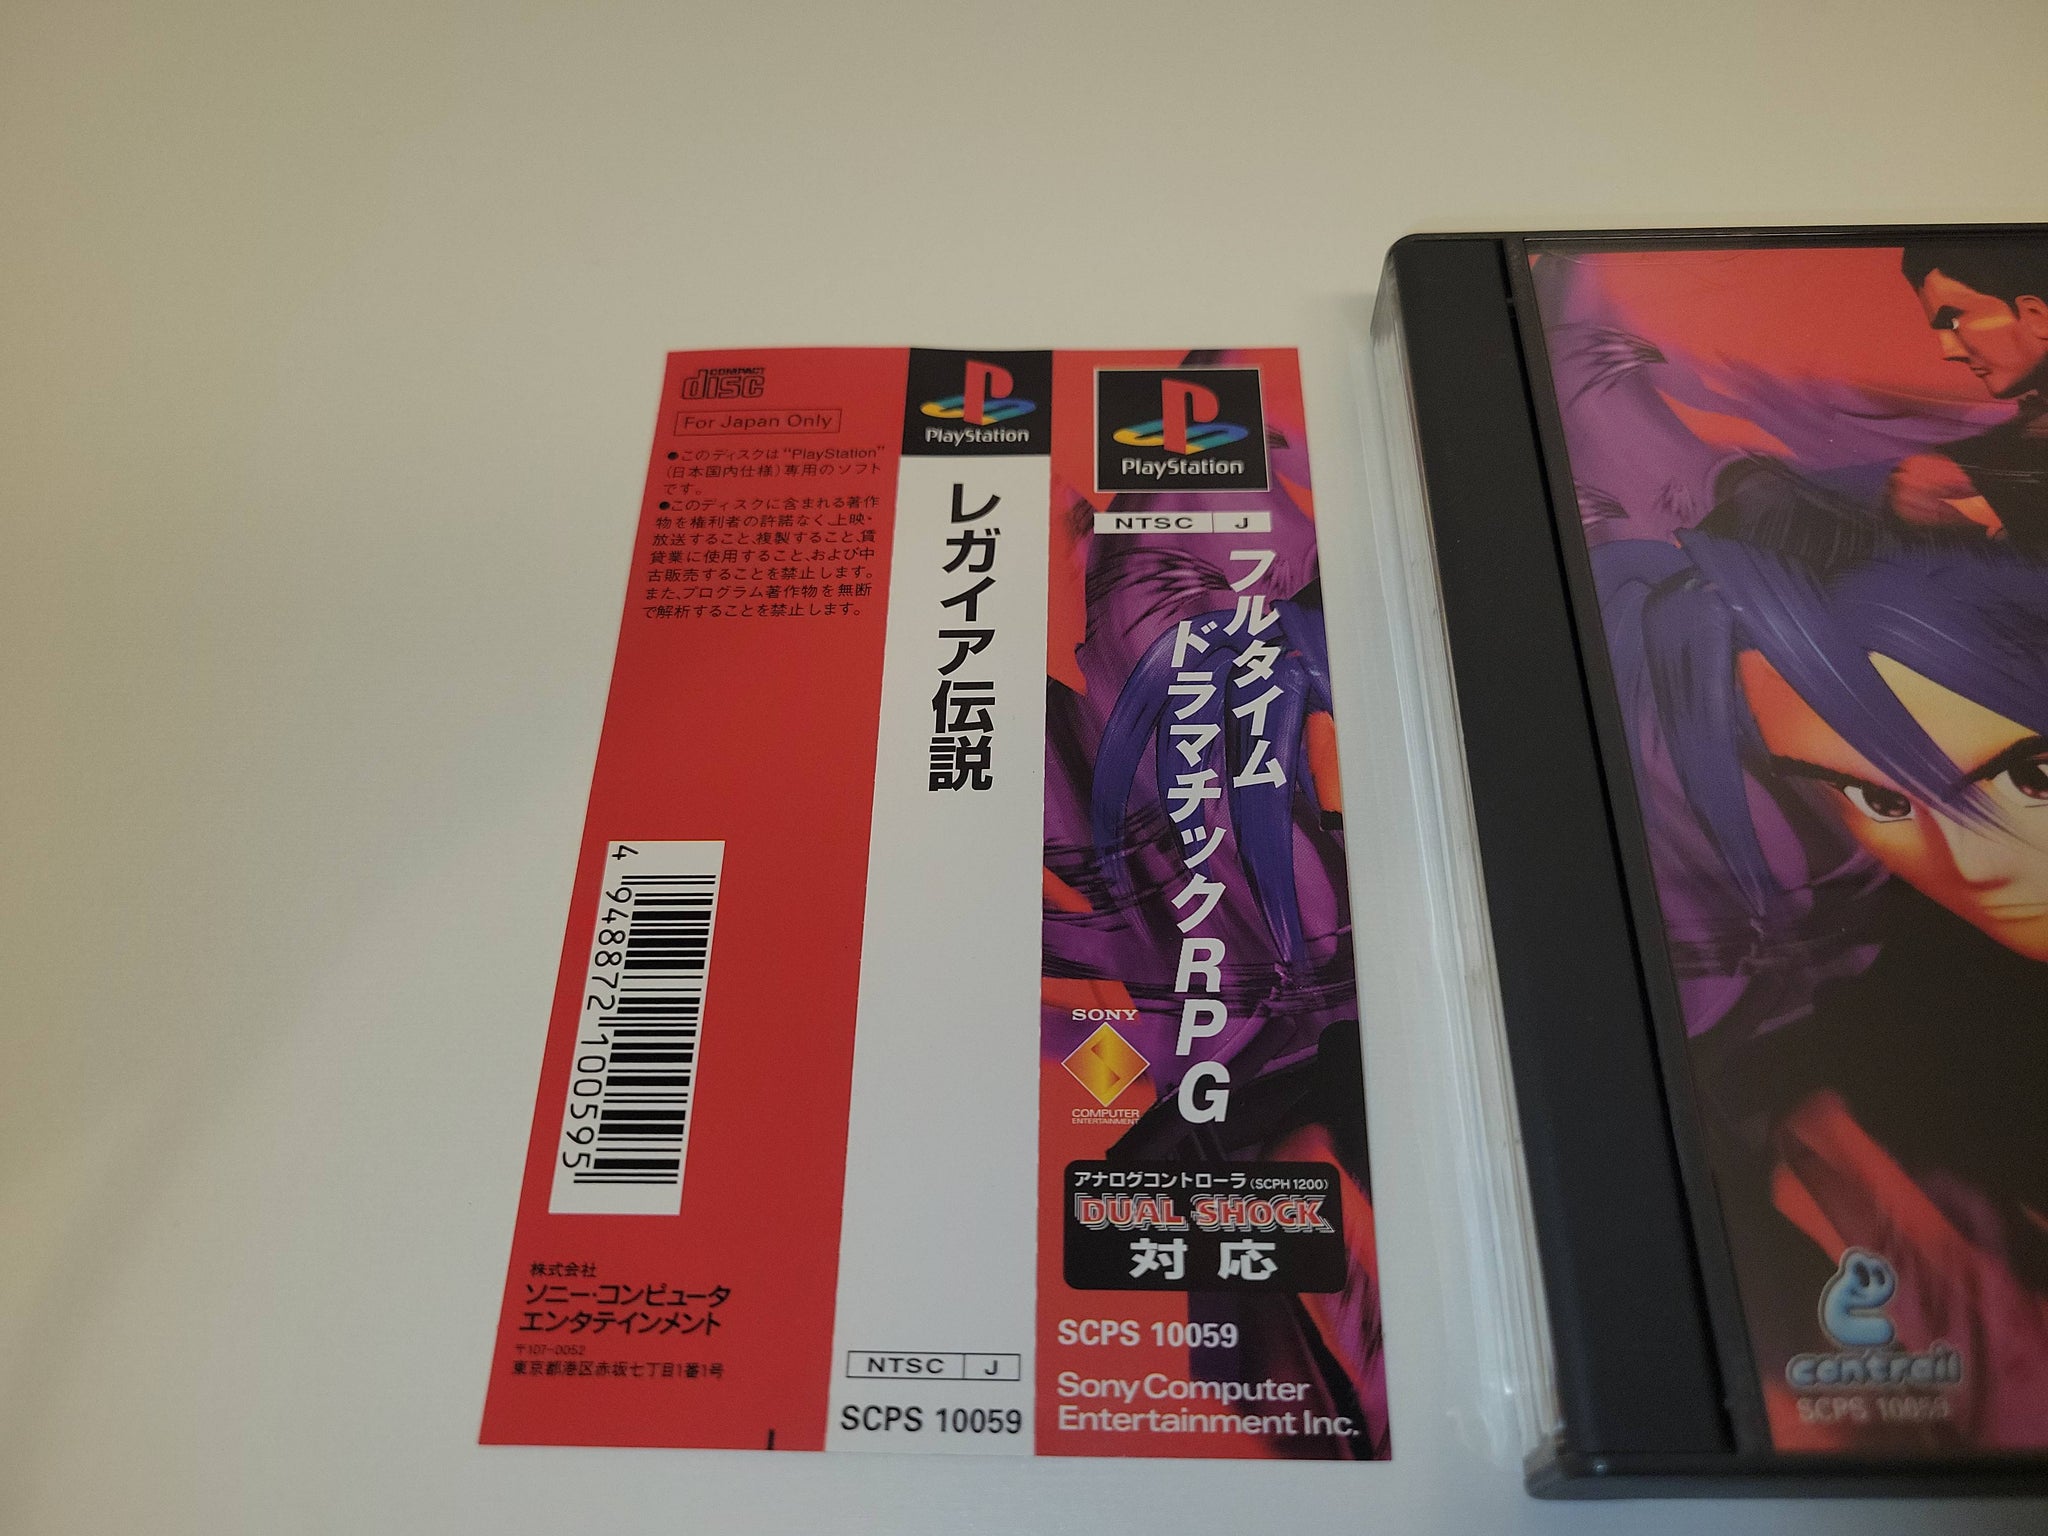 COMPACT
disc
For Japan Only
●このディスクは“PlayStation”
(日本国内仕様)専用のソフト
です。
●このディスクに含まれる著作
物を権利者の許諾なく、上映・
放送すること、複製すること、賃
貸業に使用すること、および中
古販売することを禁止します。
また、プログラム著作物を無断
で解析することを禁止します。
4 948872 100595
株式会社
ソニー・コンピュータ
エンタテインメント
〒107-0052
東京都港区赤坂七丁目1番1号
PlayStation
レガイア伝説
NTSC J
SCPS 10059
PlayStation
NTSC J
フルタイム
ドラマチックRPG
SONY
COMPUTER
ENTERTAINMENT
アナログコントローラ(SCPH 1200)
DUAL SHOCK
対応
SCPS 10059
Sony Computer
Entertainment Inc.
contrail
SCPS 10059